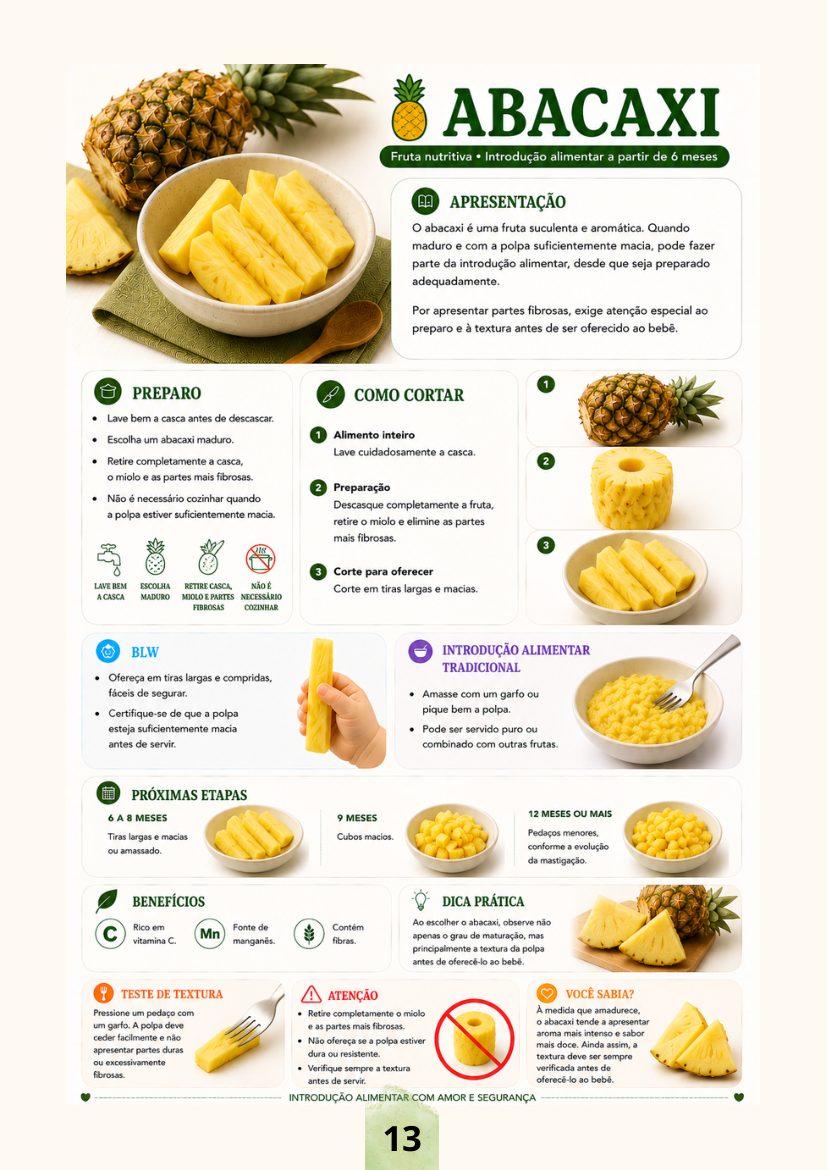 ABACAXI
Fruta nutritiva • Introdução alimentar a partir de 6 meses
APRESENTAÇÃO
O abacaxi é uma fruta suculenta e aromática. Quando
maduro e com a polpa suficientemente macia, pode fazer
parte da introdução alimentar, desde que seja preparado
adequadamente.
Por apresentar partes fibrosas, exige atenção especial ao
preparo e à textura antes de ser oferecido ao bebê.
PREPARO
• Lave bem a casca antes de descascar.
• Escolha um abacaxi maduro.
• Retire completamente a casca,
o miolo e as partes mais fibrosas.
• Não é necessário cozinhar quando
a polpa estiver suficientemente macia.
LAVE BEM
A CASCA
ESCOLHA
MADURO
RETIRE CASCA,
MIOLO E PARTES
FIBROSAS
NÃO É
NECESSÁRIO
COZINHAR
COMO CORTAR
1 Alimento inteiro
Lave cuidadosamente a casca.
2 Preparação
Descasque completamente a fruta,
retire o miolo e elimine as partes
mais fibrosas.
3 Corte para oferecer
Corte em tiras largas e macias.
1
2
3
BLW
• Ofereça em tiras largas e compridas,
fáceis de segurar.
• Certifique-se de que a polpa
esteja suficientemente macia
antes de servir.
INTRODUÇÃO ALIMENTAR
TRADICIONAL
• Amasse com um garfo ou
pique bem a polpa.
• Pode ser servido puro ou
combinado com outras frutas.
PRÓXIMAS ETAPAS
6 A 8 MESES
Tiras largas e macias
ou amassado.
9 MESES
Cubos macios.
12 MESES OU MAIS
Pedaços menores,
conforme a evolução
da mastigação.
BENEFÍCIOS
C
Rico em
vitamina C.
Mn
Fonte de
manganês.
Contém
fibras.
DICA PRÁTICA
Ao escolher o abacaxi, observe não
apenas o grau de maturação, mas
principalmente a textura da polpa
antes de oferecê-lo ao bebê.
TESTE DE TEXTURA
Pressione um pedaço com
um garfo. A polpa deve
ceder facilmente e não
apresentar partes duras
ou excessivamente
fibrosas.
ATENÇÃO
• Retire completamente o miolo
e as partes mais fibrosas.
• Não ofereça se a polpa estiver
dura ou resistente.
• Verifique sempre a textura
antes de servir.
VOCÊ SABIA?
À medida que amadurece,
o abacaxi tende a apresentar
aroma mais intenso e sabor
mais doce. Ainda assim, a
textura deve ser sempre
verificada antes de
oferecê-lo ao bebê.
INTRODUÇÃO ALIMENTAR COM AMOR E SEGURANÇA
13